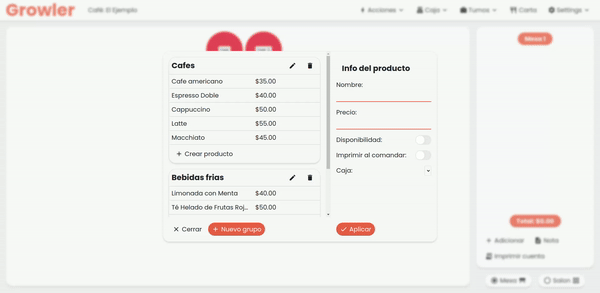 Growler
Café: El Ejemplo
Acciones
Caja
Turnos
Carta
Settings
Mesa 1
Cafes
Cafe americano $35.00
Espresso Doble $40.00
Cappuccino $50.00
Latte $55.00
Macchiato $45.00
+ Crear producto
Bebidas frias
Limonada con Menta $40.00
Té Helado de Frutas Roj... $50.00
Cerrar
+ Nuevo grupo
Info del producto
Nombre:
Precio:
Disponibilidad:
Imprimir al comandar:
Caja:
Aplicar
Total: $0.00
+ Adicionar
Nota
Imprimir cuenta
Mesa
Salon